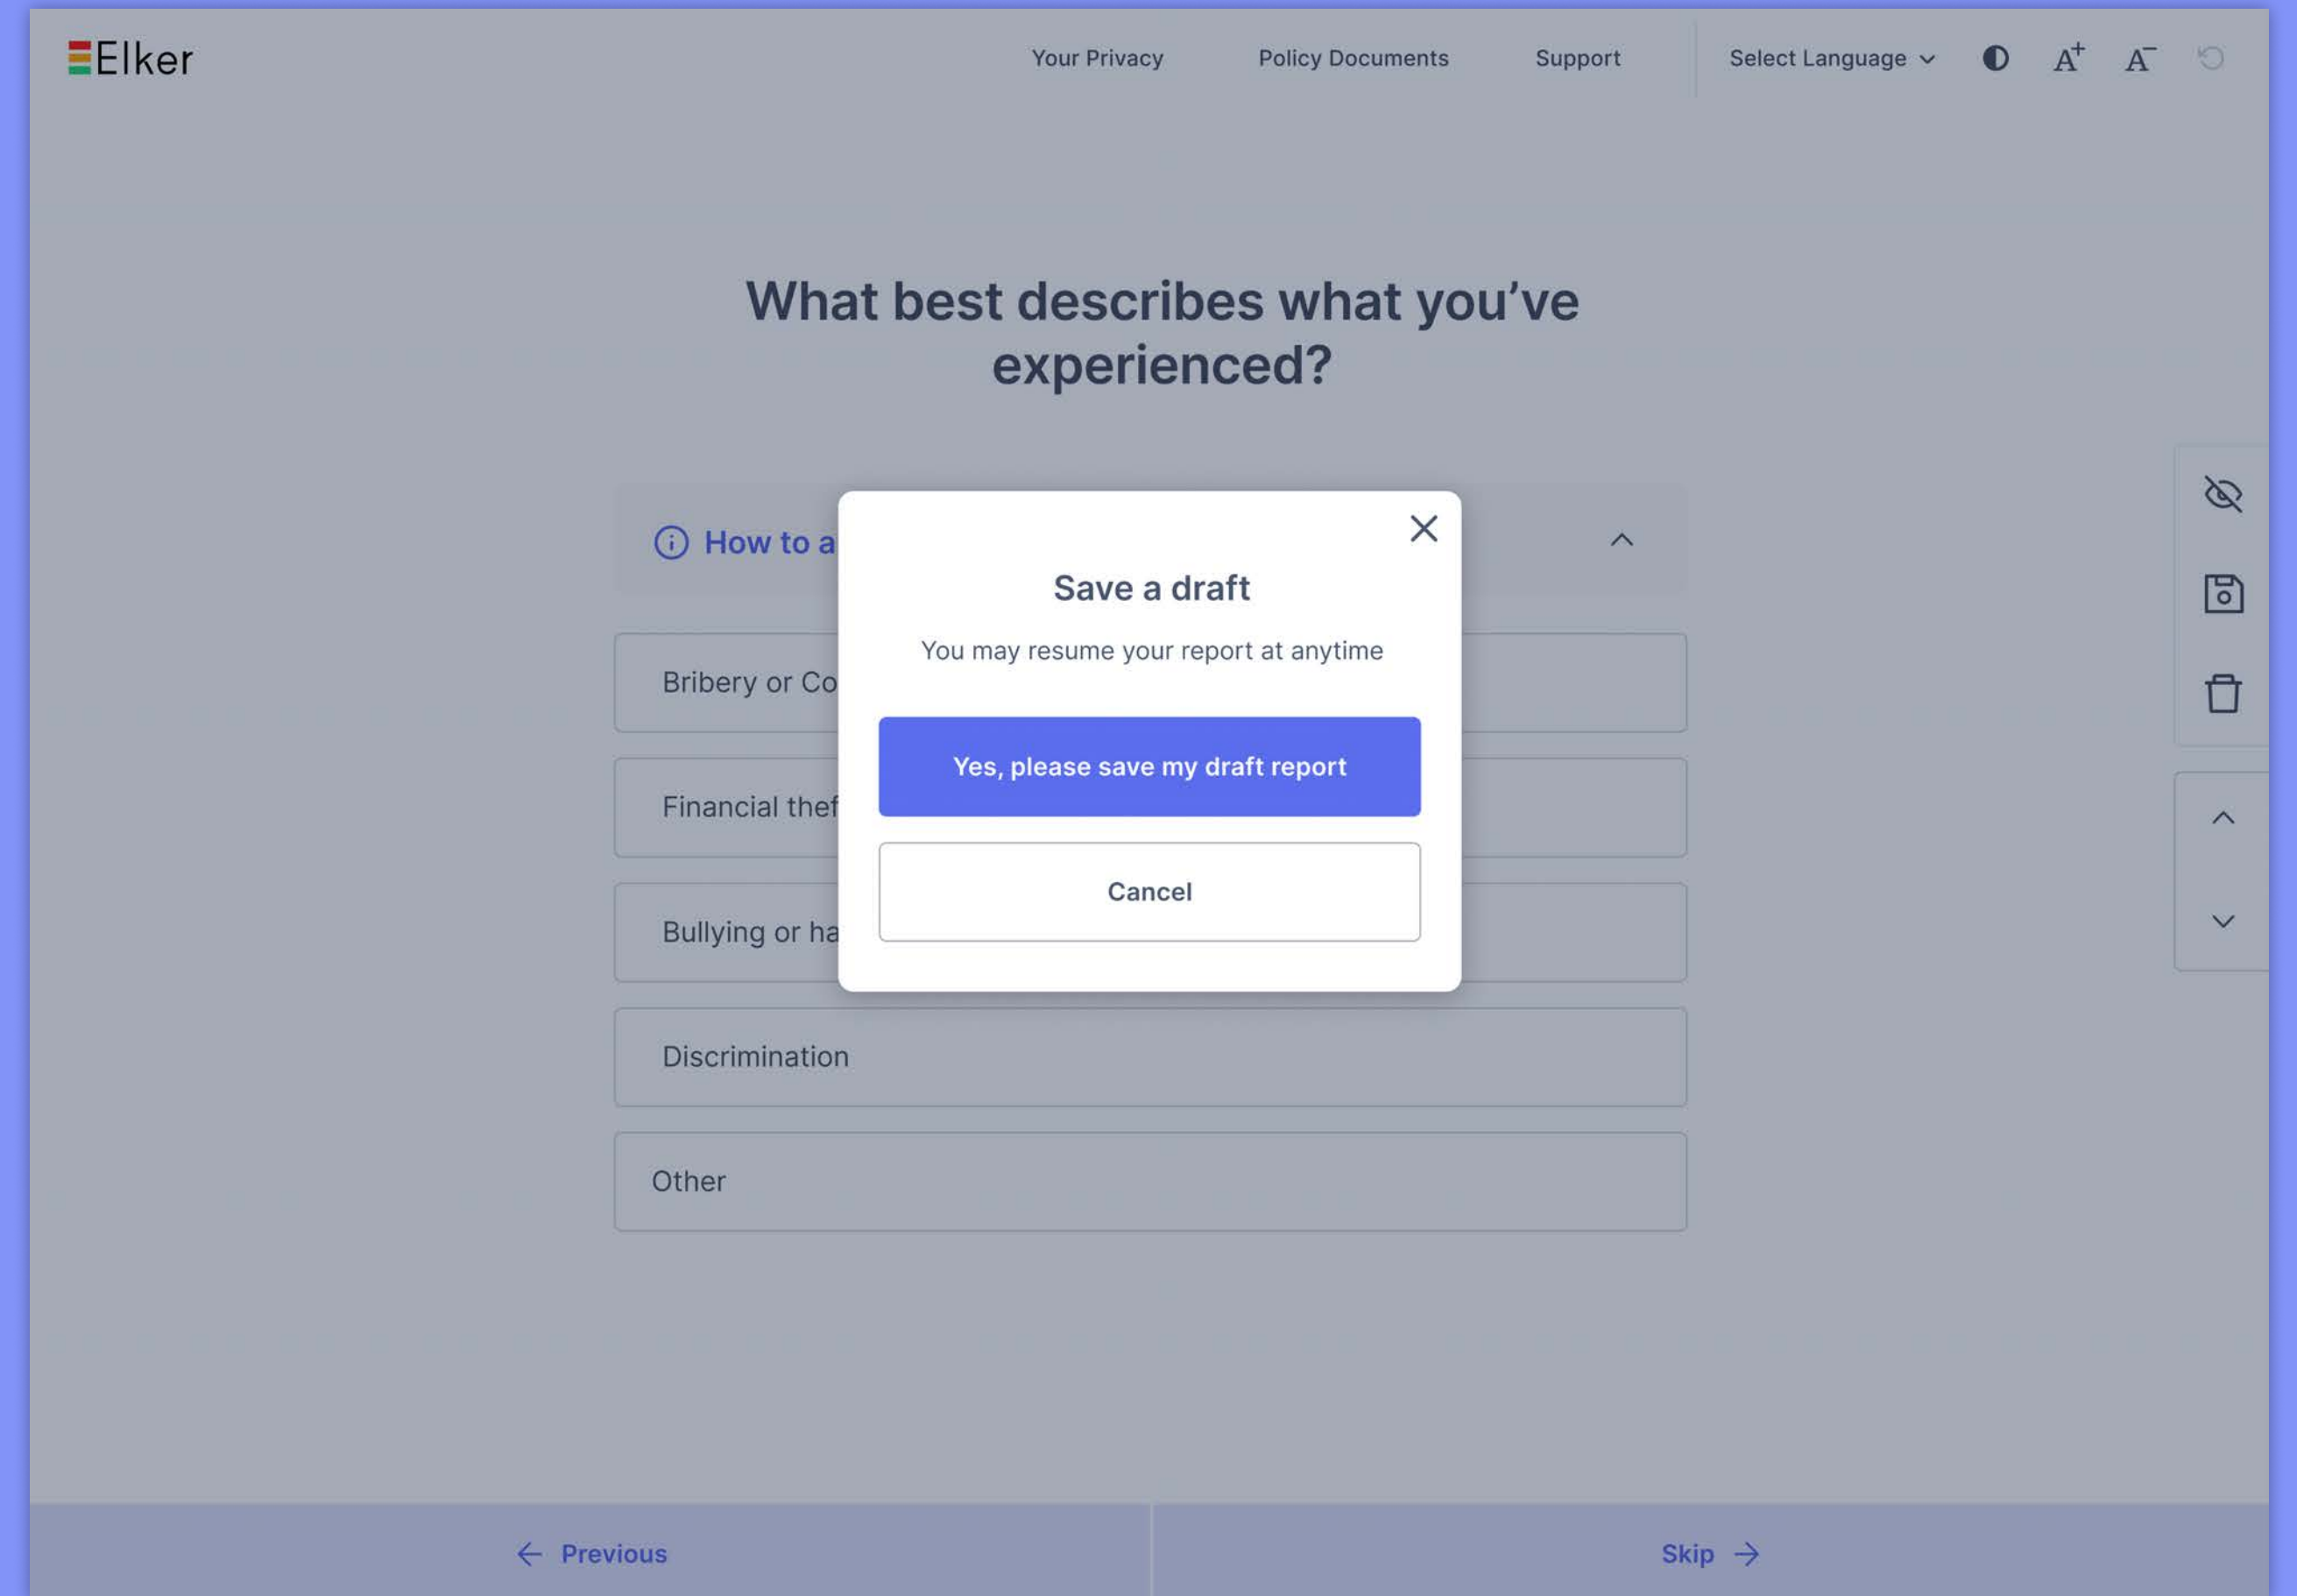 Elker
Your Privacy
Policy Documents
Support
Select Language
A+
A-
What best describes what you’ve
experienced?
How to a
Save a draft
You may resume your report at anytime
Yes, please save my draft report
Cancel
Bribery or Co
Financial thef
Bullying or ha
Discrimination
Other
Previous
Skip